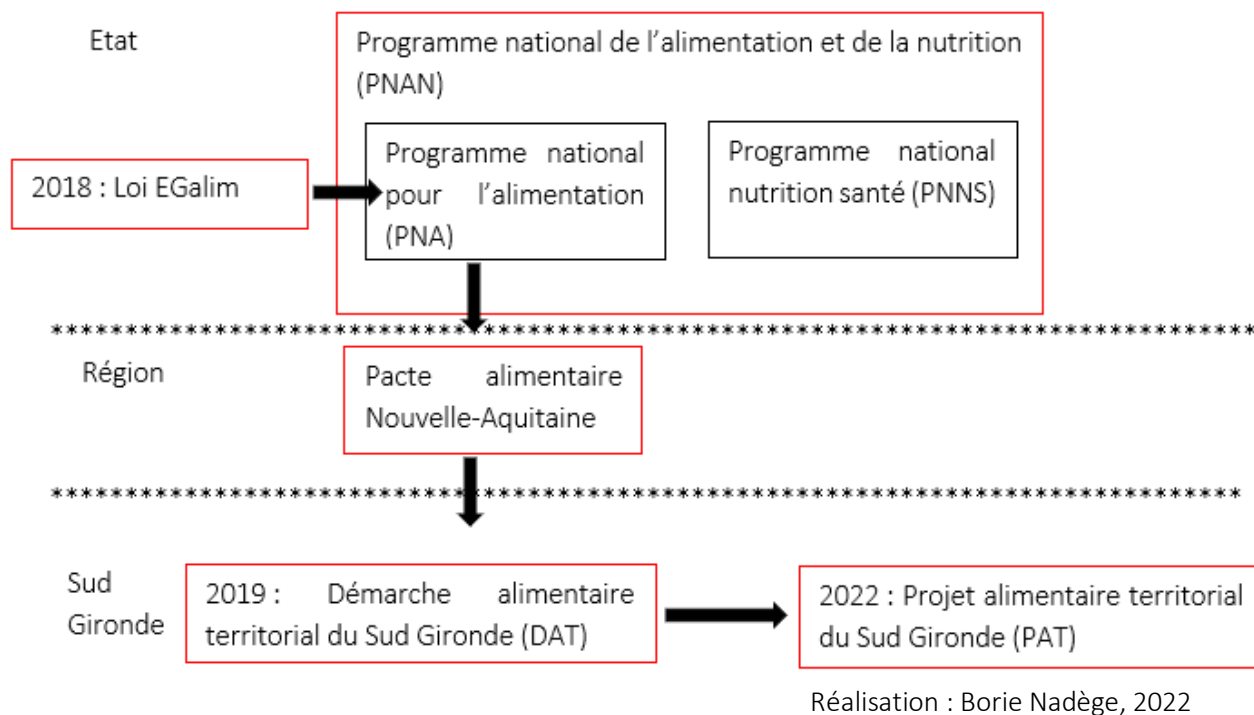 Etat
Programme national de l’alimentation et de la nutrition
(PNAN)
Programme national
pour l’alimentation
(PNA)
Programme national
nutrition santé (PNNS)
2018 : Loi EGalim
Région
Pacte alimentaire
Nouvelle-Aquitaine
Sud
Gironde
2019 : Démarche alimentaire
territorial du Sud Gironde (DAT)
2022 : Projet alimentaire territorial
du Sud Gironde (PAT)
Réalisation : Borie Nadège, 2022